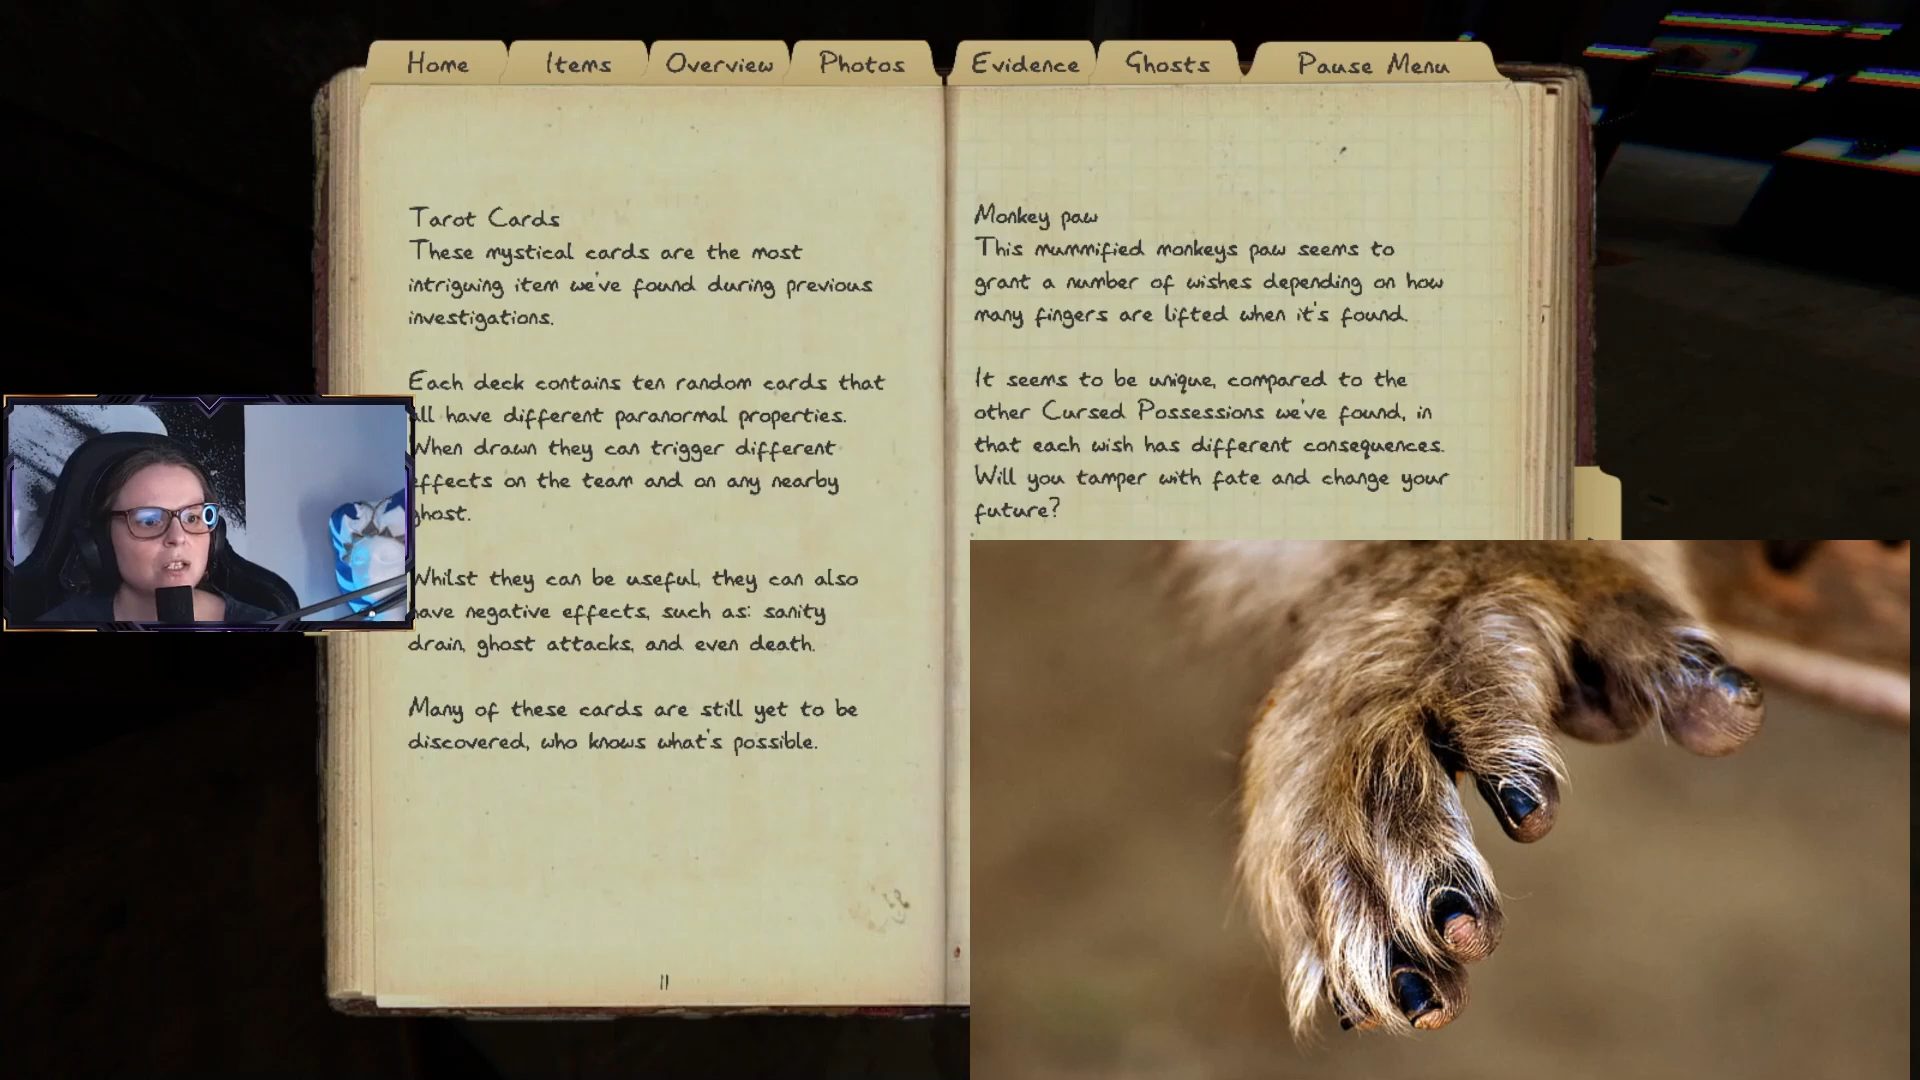 Home
Items
Overview
Photos
Evidence
Ghosts
Pause Menu
Tarot Cards
These mystical cards are the most
intriguing item we've found during previous
investigations.
Each deck contains ten random cards that
all have different paranormal properties.
When drawn they can trigger different
effects on the team and on any nearby
ghost.
Whilst they can be useful, they can also
have negative effects, such as: sanity
drain, ghost attacks, and even death.
Many of these cards are still yet to be
discovered, who knows what's possible.
11
Monkey paw
This mummified monkeys paw seems to
grant a number of wishes depending on how
many fingers are lifted when it's found.
It seems to be unique, compared to the
other Cursed Possessions we've found, in
that each wish has different consequences.
Will you tamper with fate and change your
future?